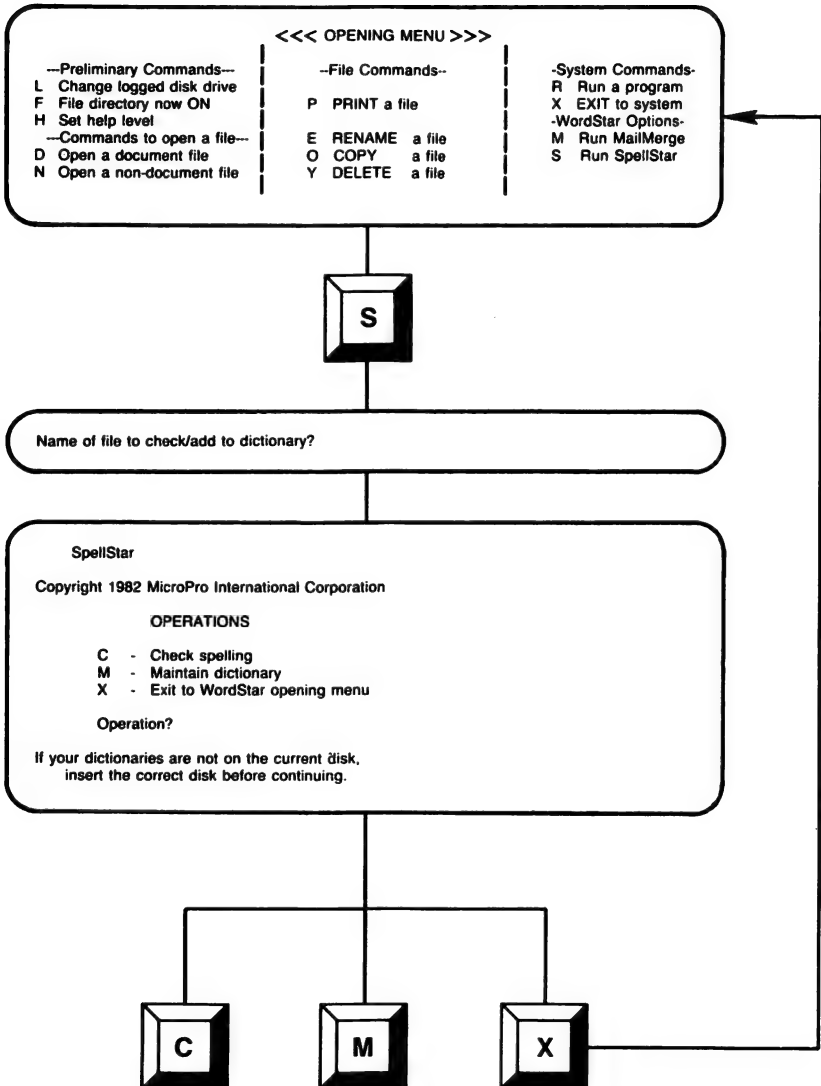 <<< OPENING MENU >>>
---Preliminary Commands---
L Change logged disk drive
F File directory now ON
H Set help level
---Commands to open a file---
D Open a document file
N Open a non-document file
--File Commands--
P PRINT a file
E RENAME a file
O COPY a file
Y DELETE a file
-System Commands-
R Run a program
X EXIT to system
-WordStar Options-
M Run MailMerge
S Run SpellStar
S
Name of file to check/add to dictionary?
SpellStar
Copyright 1982 MicroPro International Corporation
OPERATIONS
C - Check spelling
M - Maintain dictionary
X - Exit to WordStar opening menu
Operation?
If your dictionaries are not on the current disk,
insert the correct disk before continuing.
C
M
X